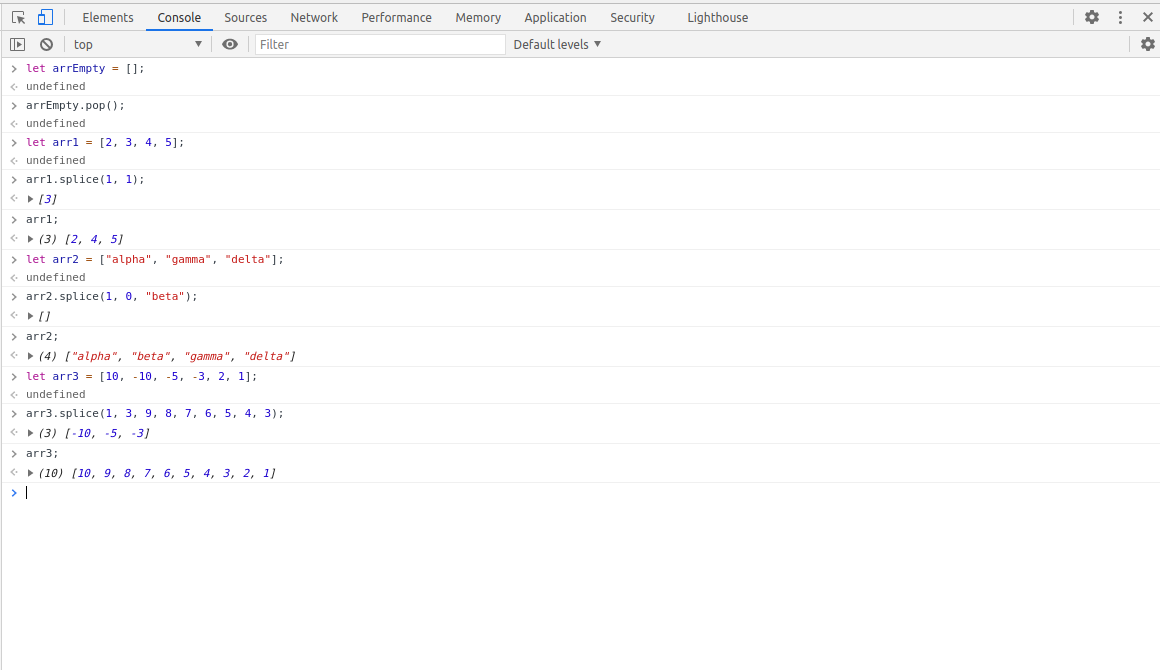 Elements Console Sources Network Performance Memory Application Security Lighthouse
top Filter Default levels
let arrEmpty = [];
undefined
arrEmpty.pop();
undefined
let arr1 = [2, 3, 4, 5];
undefined
arr1.splice(1, 1);
[3]
arr1;
(3) [2, 4, 5]
let arr2 = ["alpha", "gamma", "delta"];
undefined
arr2.splice(1, 0, "beta");
[]
arr2;
(4) ["alpha", "beta", "gamma", "delta"]
let arr3 = [10, -10, -5, -3, 2, 1];
undefined
arr3.splice(1, 3, 9, 8, 7, 6, 5, 4, 3);
(3) [-10, -5, -3]
arr3;
(10) [10, 9, 8, 7, 6, 5, 4, 3, 2, 1]